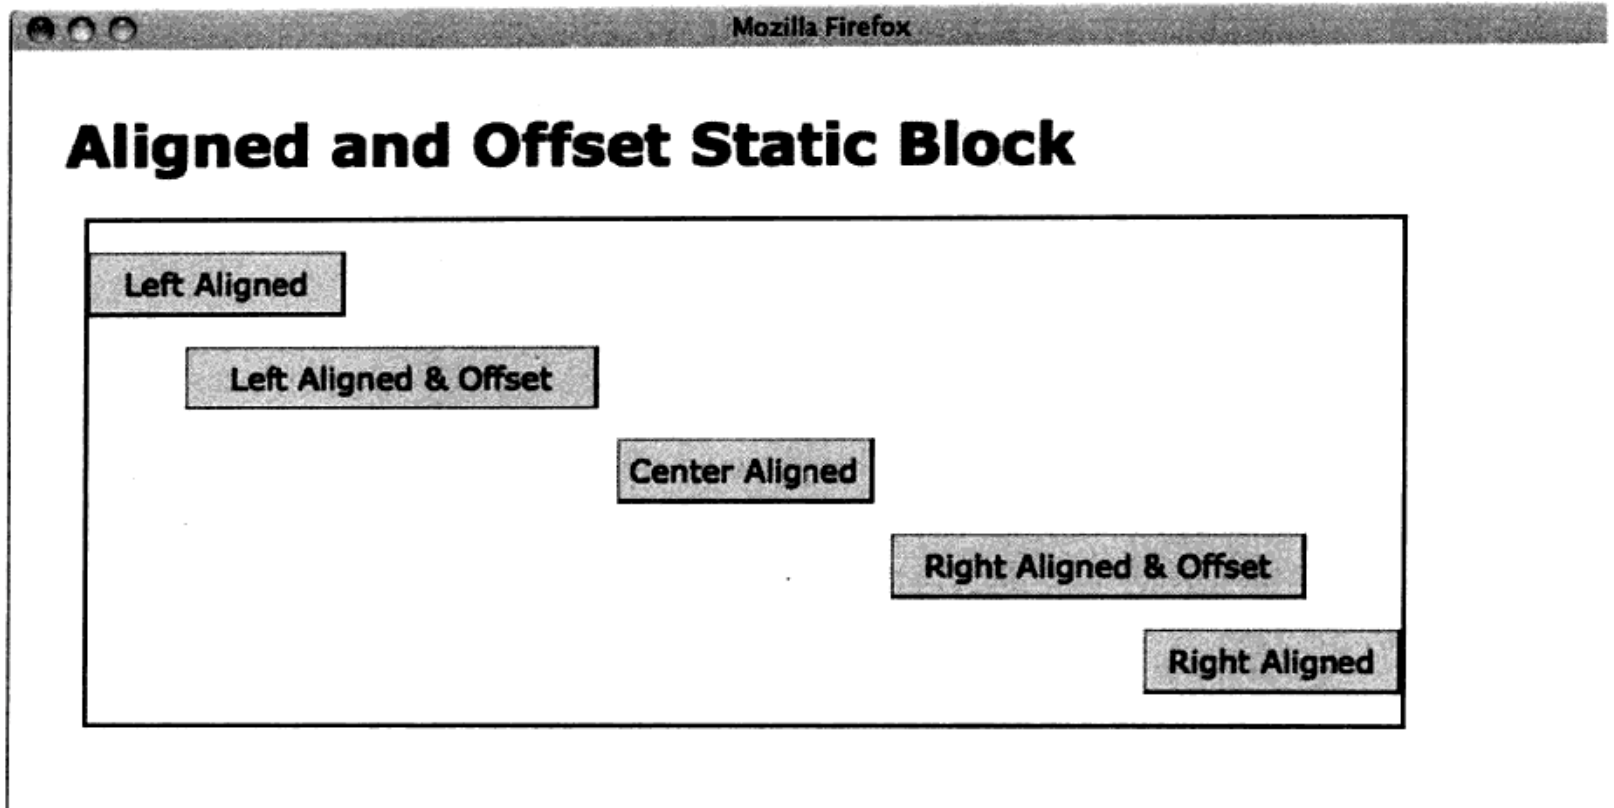 Mozilla Firefox
Aligned and Offset Static Block
Left Aligned
Left Aligned & Offset
Center Aligned
Right Aligned & Offset
Right Aligned